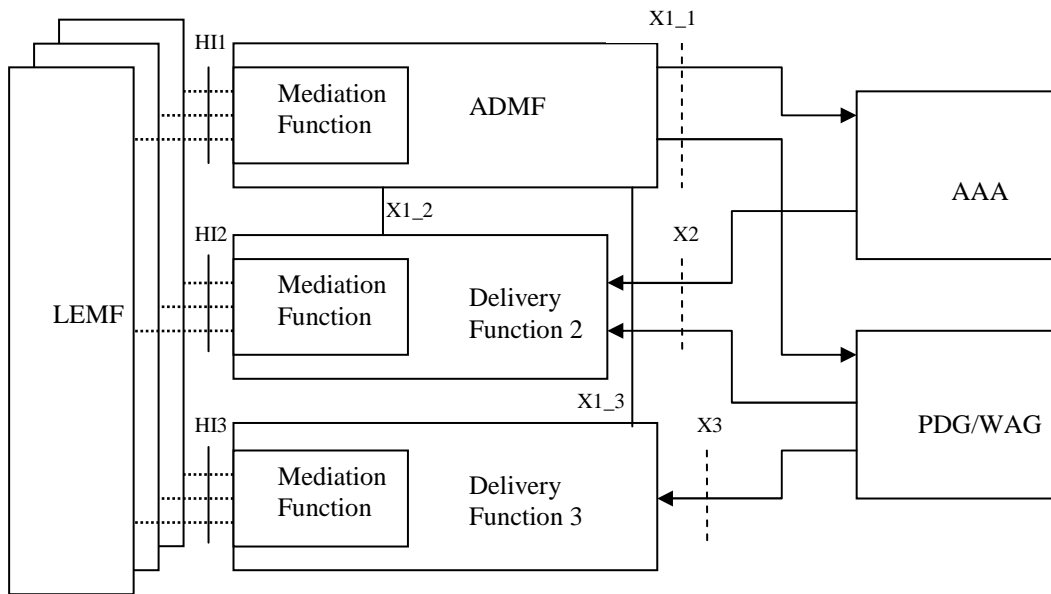 X1_1
HI1
Mediation
Function
ADMF
AAA
X1_2
HI2
X2
Mediation
Function
Delivery
Function 2
LEMF
X1_3
HI3
X3
PDG/WAG
Mediation
Function
Delivery
Function 3